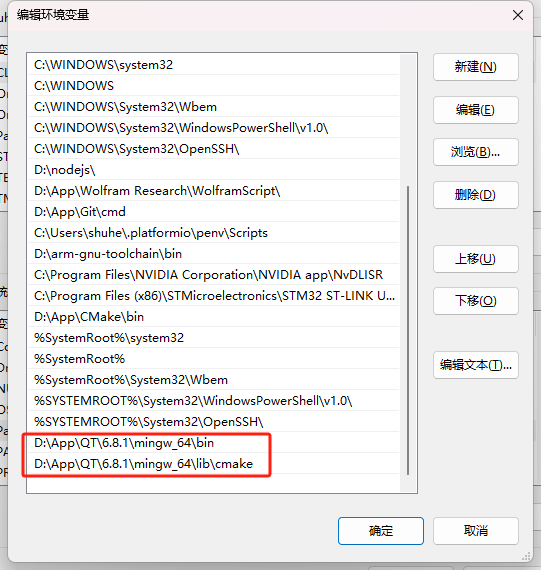 编辑环境变量
C:\WINDOWS\system32
C:\WINDOWS
C:\WINDOWS\System32\Wbem
C:\WINDOWS\System32\WindowsPowerShell\v1.0\
C:\WINDOWS\System32\OpenSSH\
D:\nodejs\
D:\App\Wolfram Research\WolframScript\
D:\App\Git\cmd
C:\Users\shuhe\.platformio\penv\Scripts
D:\arm-gnu-toolchain\bin
C:\Program Files\NVIDIA Corporation\NVIDIA app\NvDLISR
C:\Program Files (x86)\STMicroelectronics\STM32 ST-LINK U...
D:\App\CMake\bin
%SystemRoot%\system32
%SystemRoot%
%SystemRoot%\System32\Wbem
%SYSTEMROOT%\System32\WindowsPowerShell\v1.0\
%SYSTEMROOT%\System32\OpenSSH\
D:\App\QT\6.8.1\mingw_64\bin
D:\App\QT\6.8.1\mingw_64\lib\cmake
新建(N)
编辑(E)
浏览(B)...
删除(D)
上移(U)
下移(O)
编辑文本(T)...
确定
取消